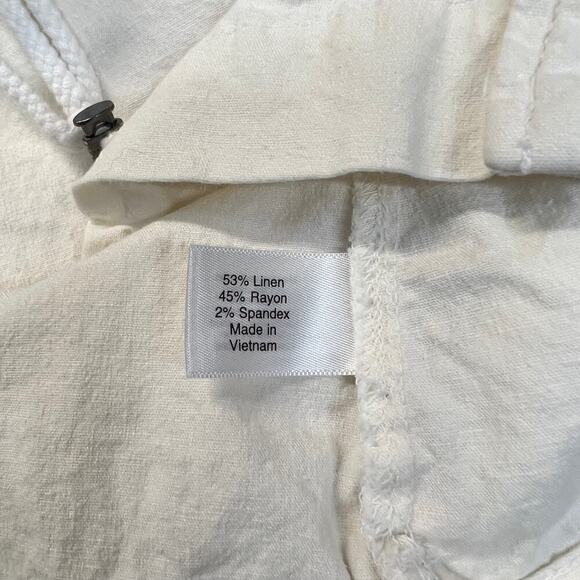 53% Linen
45% Rayon
2% Spandex
Made in
Vietnam